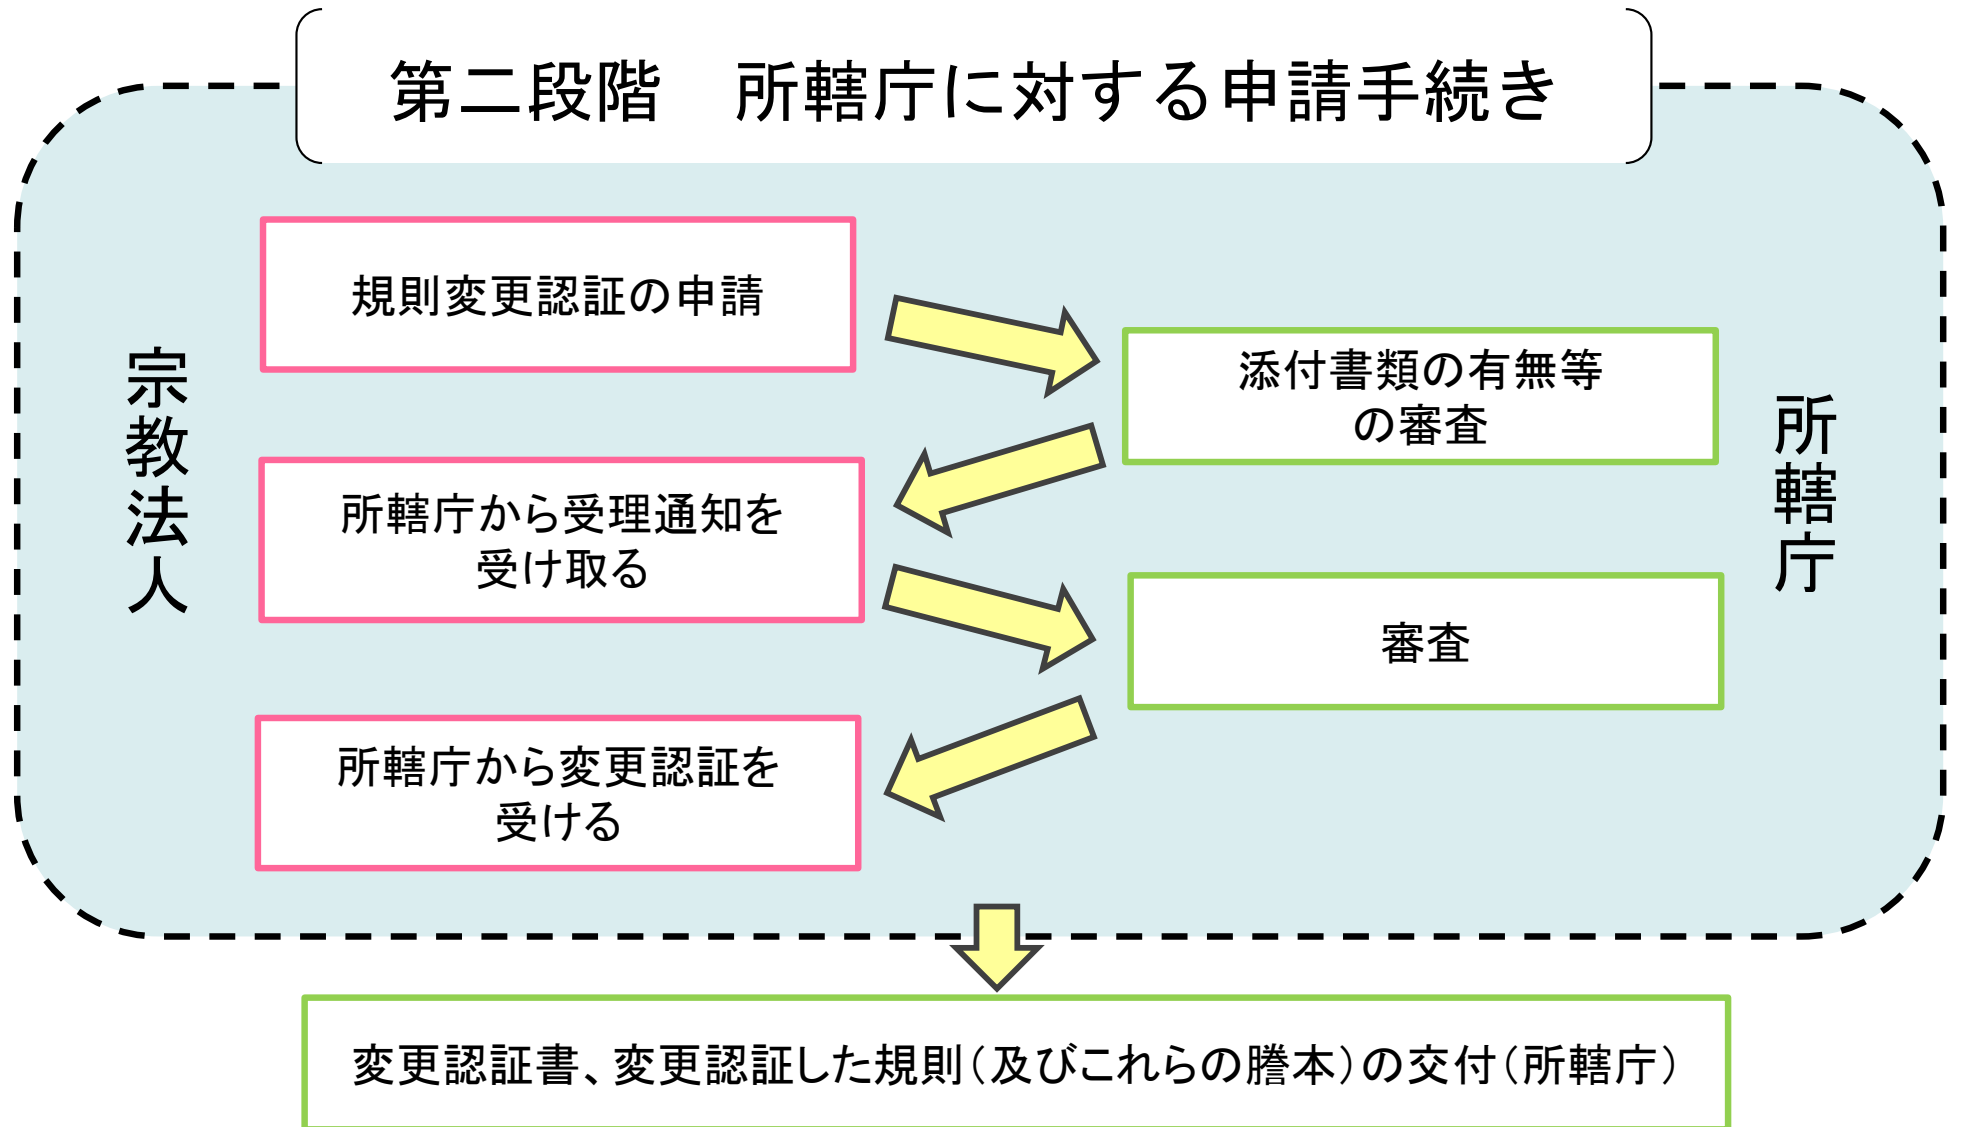 第二段階　所轄庁に対する申請手続き
宗教法人
規則変更認証の申請
添付書類の有無等
の審査
所轄庁から受理通知を
受け取る
審査
所轄庁から変更認証を
受ける
所轄庁
変更認証書、変更認証した規則（及びこれらの謄本）の交付（所轄庁）